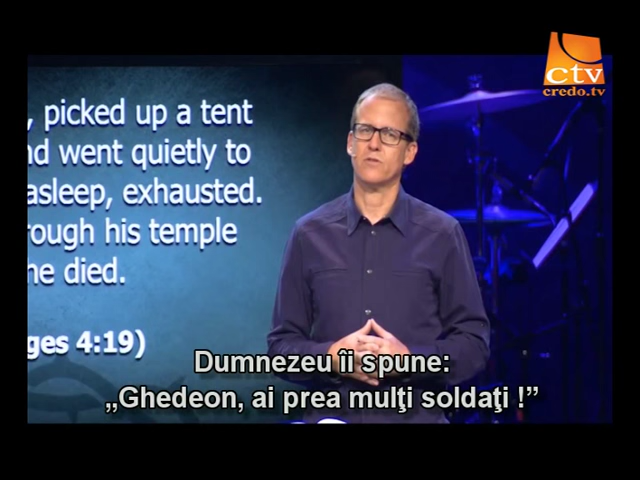 ctv
credo.tv
, picked up a tent
nd went quietly to
asleep, exhausted.
rough his temple
he died.
ges 4:19)
Dumnezeu îi spune:
„Ghedeon, ai prea mulţi soldaţi !”